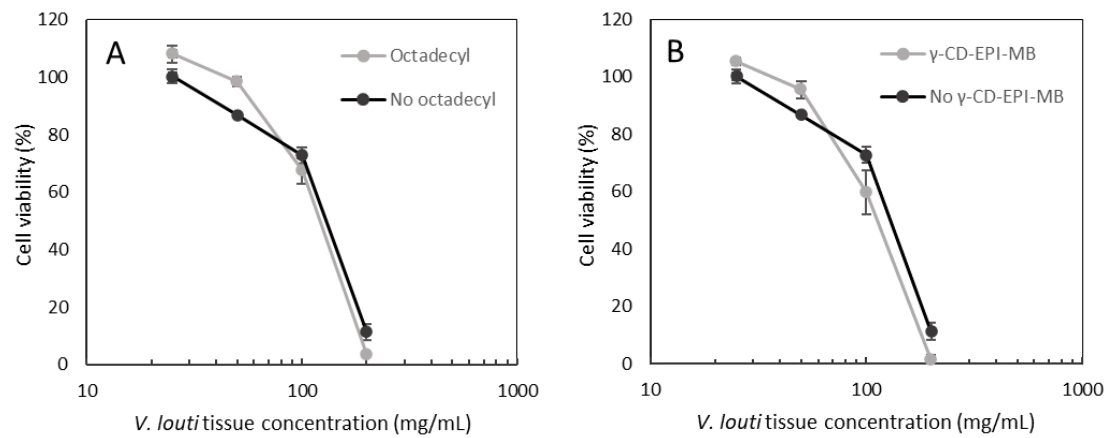 A
Octadecyl
No octadecyl
Cell viability (%)
120
100
80
60
40
20
0
10
100
1000
V. louti tissue concentration (mg/mL)
B
γ-CD-EPI-MB
No γ-CD-EPI-MB
Cell viability (%)
120
100
80
60
40
20
0
10
100
1000
V. louti tissue concentration (mg/mL)